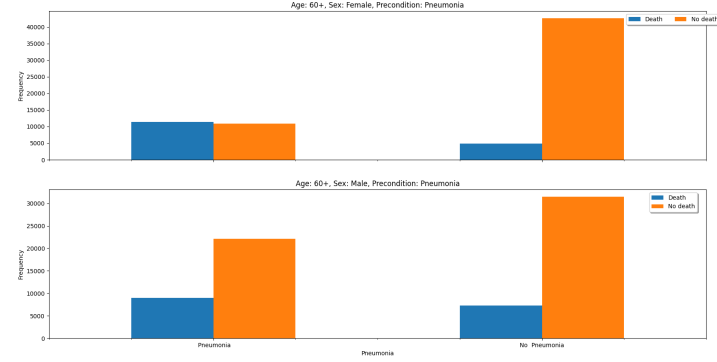 Age: 60+, Sex: Female, Precondition: Pneumonia
Death No death
40000
35000
30000
25000
20000
15000
10000
5000
0
Frequency
Age: 60+, Sex: Male, Precondition: Pneumonia
Death
No death
30000
25000
20000
15000
10000
5000
0
Frequency
Pneumonia No Pneumonia
Pneumonia